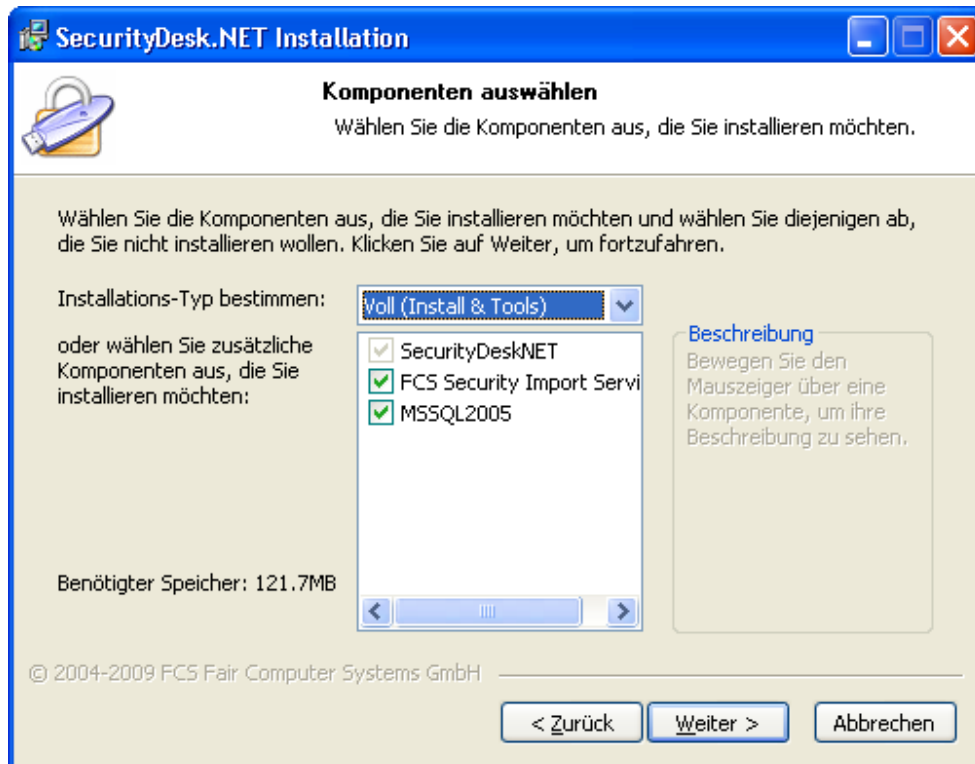 SecurityDesk.NET Installation
Komponenten auswählen
Wählen Sie die Komponenten aus, die Sie installieren möchten.
Wählen Sie die Komponenten aus, die Sie installieren möchten und wählen Sie diejenigen ab,
die Sie nicht installieren wollen. Klicken Sie auf Weiter, um fortzufahren.
Installations-Typ bestimmen:
Voll (Install & Tools)
oder wählen Sie zusätzliche
Komponenten aus, die Sie
installieren möchten:
SecurityDeskNET
FCS Security Import Servi
MSSQL2005
Beschreibung
Bewegen Sie den
Mauszeiger über eine
Komponente, um ihre
Beschreibung zu sehen.
Benötigter Speicher: 121.7MB
© 2004-2009 FCS Fair Computer Systems GmbH
< Zurück
Weiter >
Abbrechen